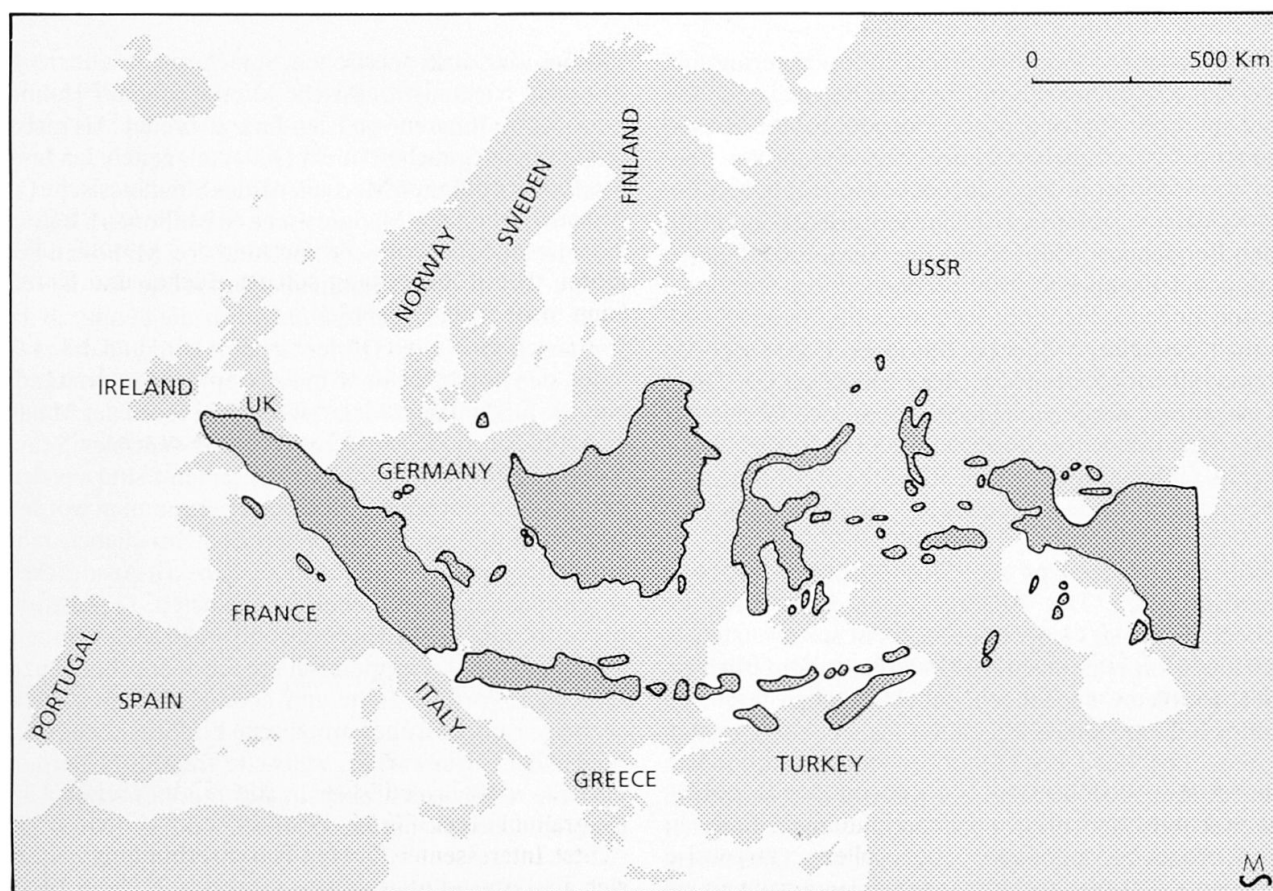 0 500 Km
FINLAND
SWEDEN
NORWAY
USSR
IRELAND
UK
GERMANY
FRANCE
PORTUGAL
SPAIN
ITALY
GREECE
TURKEY
M